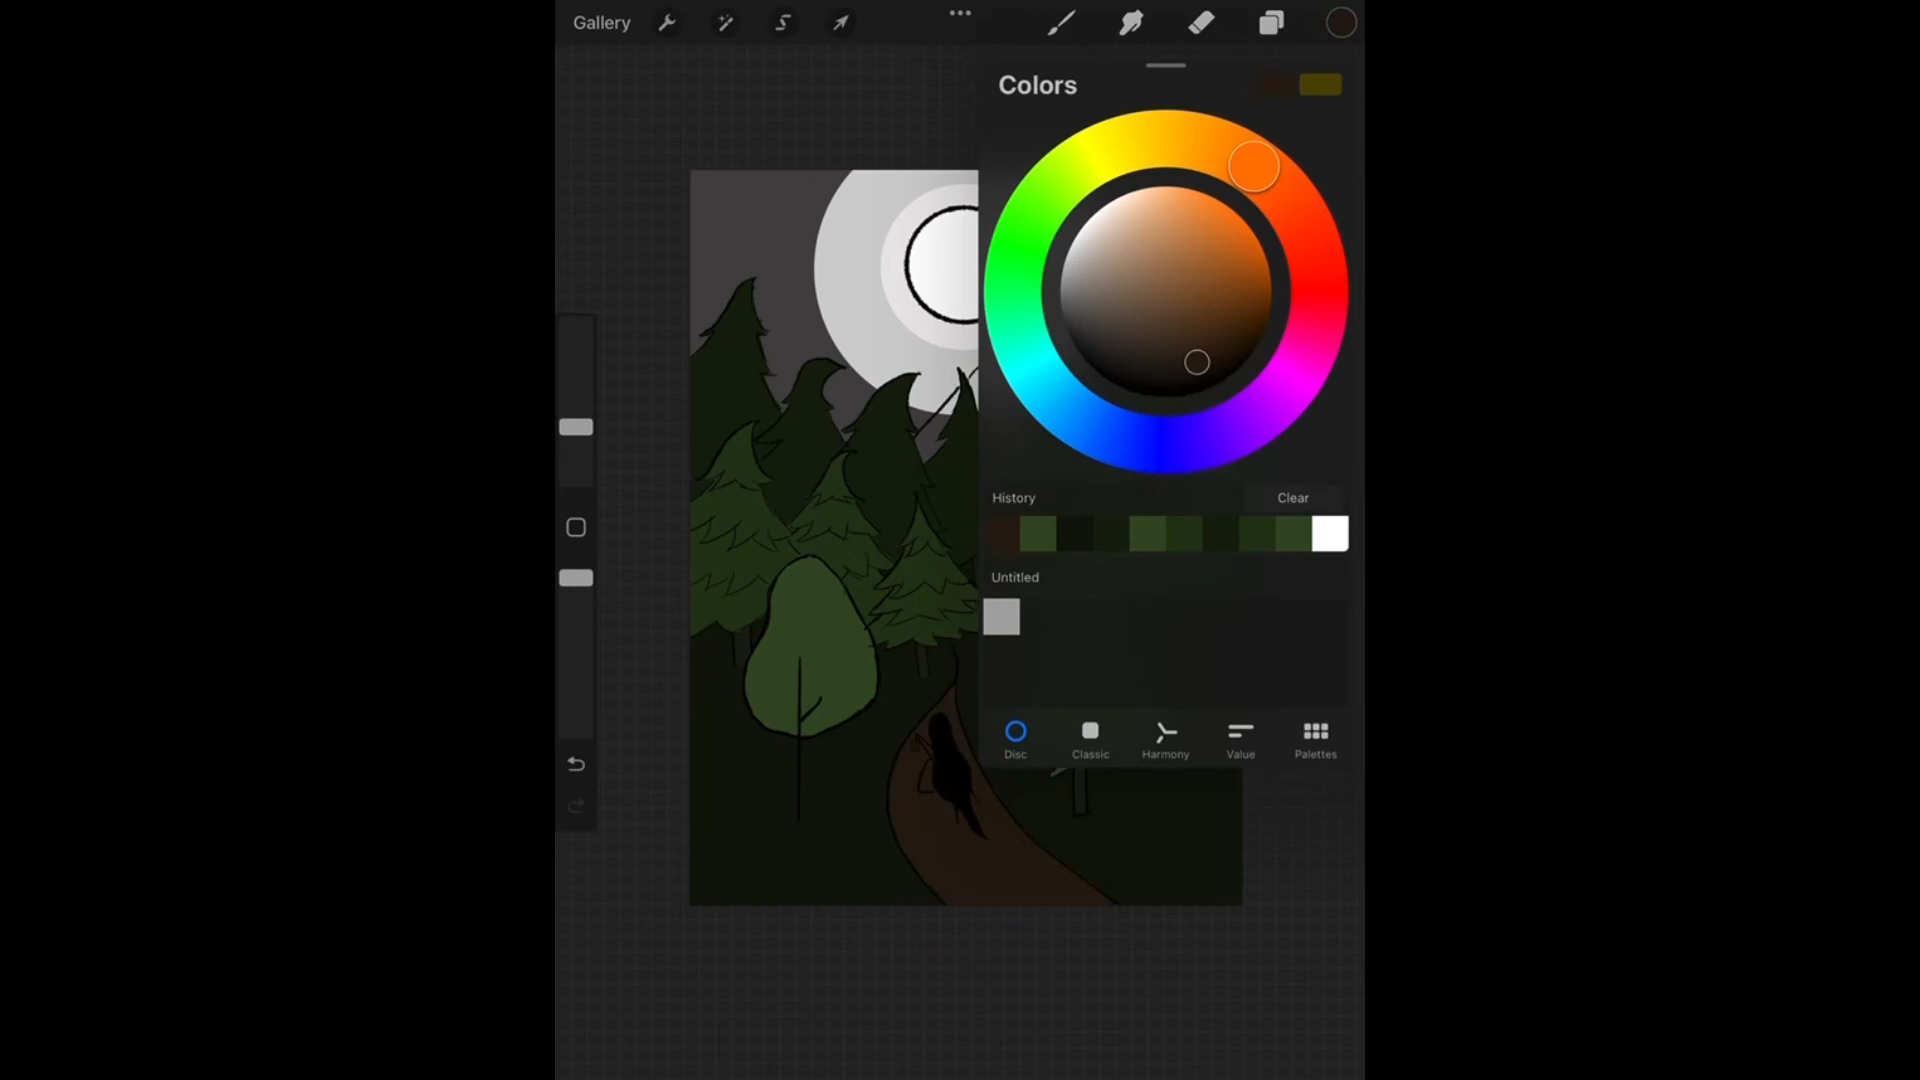 Gallery
Colors
History Clear
Untitled
Disc Classic Harmony Value Palettes